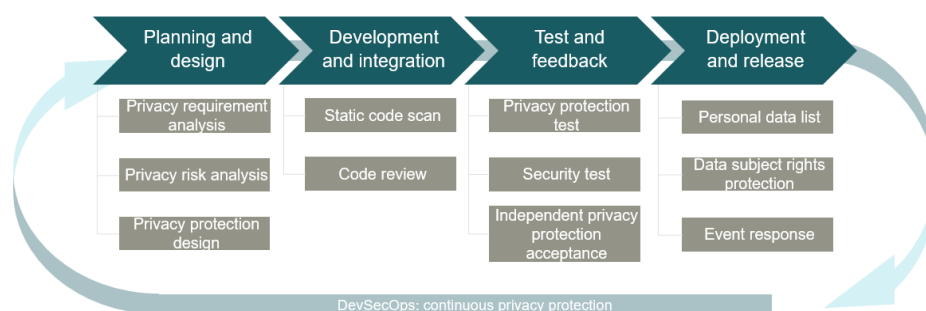 Planning and
design
Development
and integration
Test and
feedback
Deployment
and release
Privacy requirement
analysis
Privacy risk analysis
Privacy protection
design
Static code scan
Code review
Privacy protection
test
Security test
Independent privacy
protection
acceptance
Personal data list
Data subject rights
protection
Event response
DevSecOps: continuous privacy protection